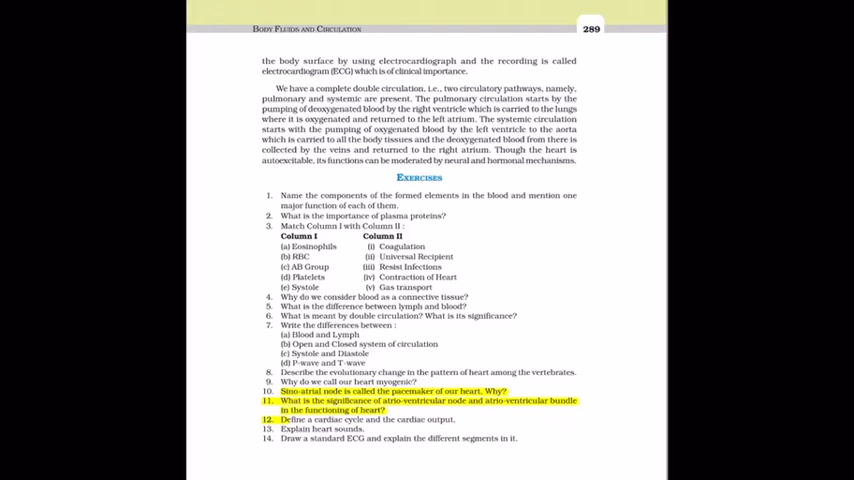 BODY FLUIDS AND CIRCULATION
289
the body surface by using electrocardiograph and the recording is called
electrocardiogram (ECG) which is of clinical importance.
We have a complete double circulation, i.e., two circulatory pathways, namely,
pulmonary and systemic are present. The pulmonary circulation starts by the
pumping of deoxygenated blood by the right ventricle which is carried to the lungs
where it is oxygenated and returned to the left atrium. The systemic circulation
starts with the pumping of oxygenated blood by the left ventricle to the aorta
which is carried to all the body tissues and the deoxygenated blood from there is
collected by the veins and returned to the right atrium. Though the heart is
autoexcitable, its functions can be moderated by neural and hormonal mechanisms.
EXERCISES
1. Name the components of the formed elements in the blood and mention one
major function of each of them.
2. What is the importance of plasma proteins?
3. Match Column I with Column II :
Column I Column II
(a) Eosinophils (i) Coagulation
(b) RBC (ii) Universal Recipient
(c) AB Group (iii) Resist Infections
(d) Platelets (iv) Contraction of Heart
(e) Systole (v) Gas transport
4. Why do we consider blood as a connective tissue?
5. What is the difference between lymph and blood?
6. What is meant by double circulation? What is its significance?
7. Write the differences between :
(a) Blood and Lymph
(b) Open and Closed system of circulation
(c) Systole and Diastole
(d) P-wave and T-wave
8. Describe the evolutionary change in the pattern of heart among the vertebrates.
9. Why do we call our heart myogenic?
10. Sino-atrial node is called the pacemaker of our heart. Why?
11. What is the significance of atrio-ventricular node and atrio-ventricular bundle
in the functioning of heart?
12. Define a cardiac cycle and the cardiac output.
13. Explain heart sounds.
14. Draw a standard ECG and explain the different segments in it.